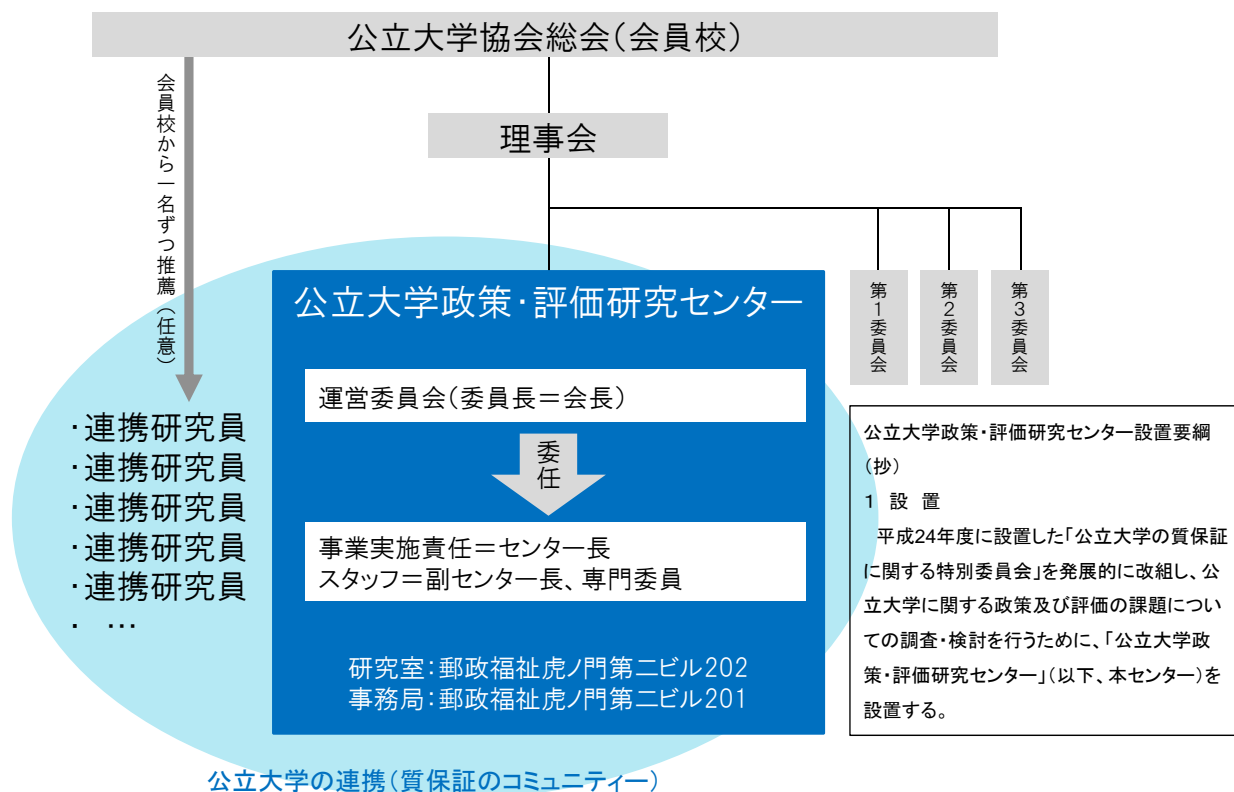 公立大学協会総会(会員校)
会員校から一名ずつ推薦(任意)
理事会
第1委員会
第2委員会
第3委員会
公立大学政策・評価研究センター
運営委員会(委員長=会長)
委任
事業実施責任=センター長
スタッフ=副センター長、専門委員
研究室:郵政福祉虎ノ門第二ビル202
事務局:郵政福祉虎ノ門第二ビル201
・連携研究員
・連携研究員
・連携研究員
・連携研究員
・連携研究員
・ …
公立大学政策・評価研究センター設置要綱
(抄)
1 設 置
平成24年度に設置した「公立大学の質保証
に関する特別委員会」を発展的に改組し、公
立大学に関する政策及び評価の課題につい
ての調査・検討を行うために、「公立大学政
策・評価研究センター」(以下、本センター)を
設置する。
公立大学の連携(質保証のコミュニティー)